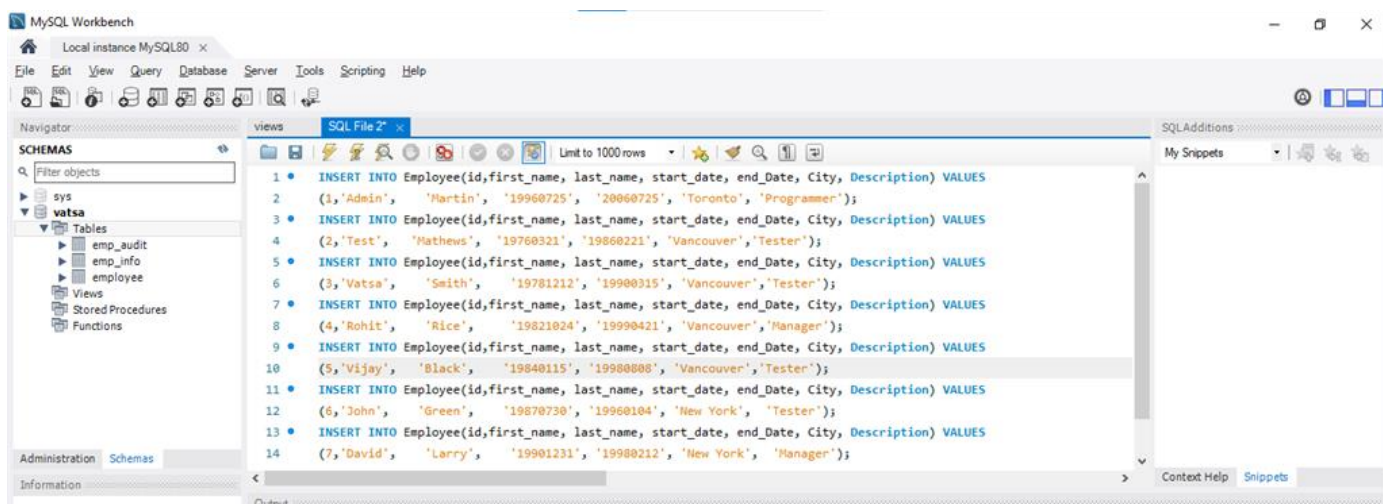 MySQL Workbench
Local instance MySQL80 ×
File Edit View Query Database Server Tools Scripting Help
Navigator
SCHEMAS
Filter objects
sys
vatsa
Tables
emp_audit
emp_info
employee
Views
Stored Procedures
Functions
Administration Schemas
Information
views SQL File 2* ×
Limit to 1000 rows
1 INSERT INTO Employee(id,first_name, last_name, start_date, end_Date, City, Description) VALUES
2 (1,'Admin', 'Martin', '19960725', '20060725', 'Toronto', 'Programmer');
3 INSERT INTO Employee(id,first_name, last_name, start_date, end_Date, City, Description) VALUES
4 (2,'Test', 'Mathews', '19760321', '19860221', 'Vancouver','Tester');
5 INSERT INTO Employee(id,first_name, last_name, start_date, end_Date, City, Description) VALUES
6 (3,'Vatsa', 'Smith', '19781212', '19900315', 'Vancouver','Tester');
7 INSERT INTO Employee(id,first_name, last_name, start_date, end_Date, City, Description) VALUES
8 (4,'Rohit', 'Rice', '19821024', '19990421', 'Vancouver','Manager');
9 INSERT INTO Employee(id,first_name, last_name, start_date, end_Date, City, Description) VALUES
10 (5,'Vijay', 'Black', '19840115', '19980808', 'Vancouver','Tester');
11 INSERT INTO Employee(id,first_name, last_name, start_date, end_Date, City, Description) VALUES
12 (6,'John', 'Green', '19870730', '19960104', 'New York', 'Tester');
13 INSERT INTO Employee(id,first_name, last_name, start_date, end_Date, City, Description) VALUES
14 (7,'David', 'Larry', '19901231', '19980212', 'New York', 'Manager');
Output
SQLAdditions
My Snippets
Context Help Snippets